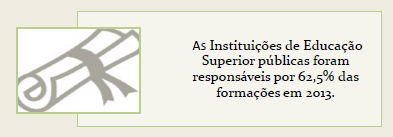 As Instituições de Educação
Superior públicas foram
responsáveis por 62,5% das
formações em 2013.